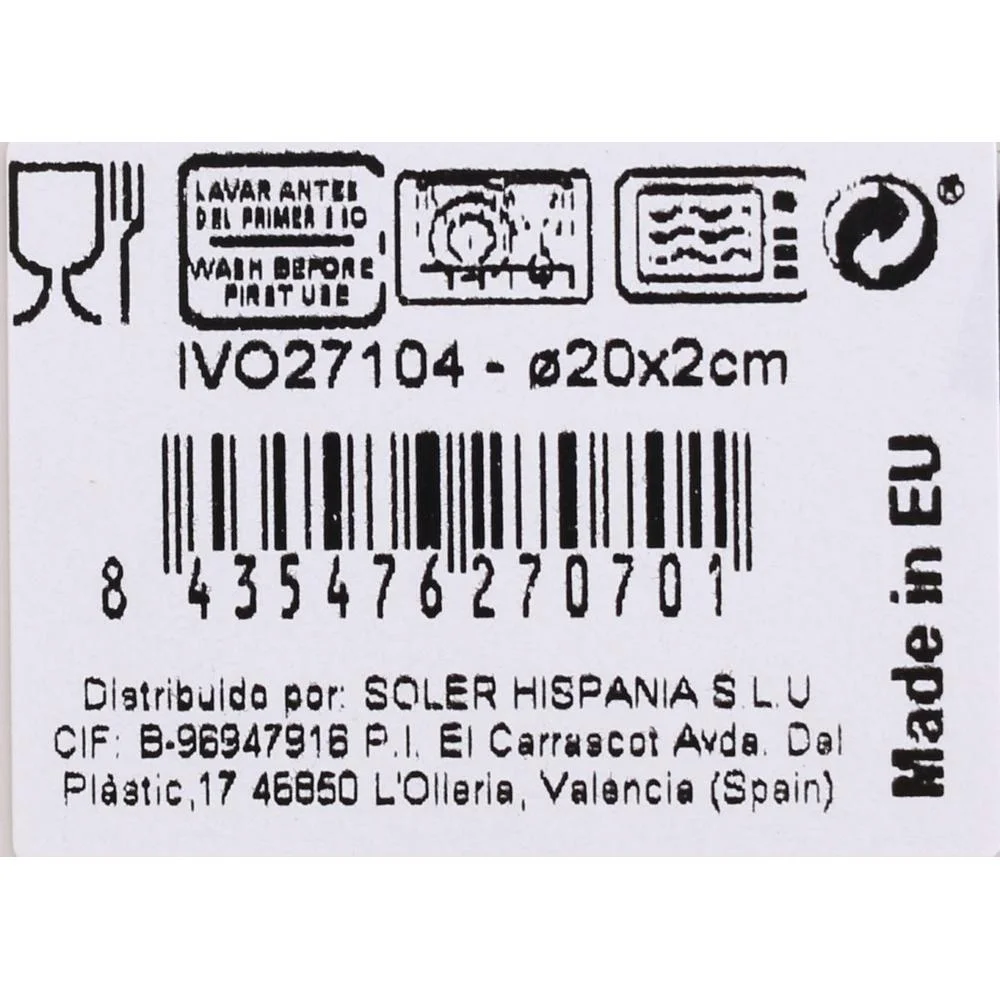 LAVAR ANTES
DEL PRIMER USO
WASH BEFORE
FIRST USE
®
IVO27104 - ø20x2cm
8 435476 270701
Made in EU
Distribuido por: SOLER HISPANIA S.L.U
CIF: B-96947916 P.I. El Carrascot Avda. Del
Plàstic,17 46850 L'Olleria, Valencia (Spain)